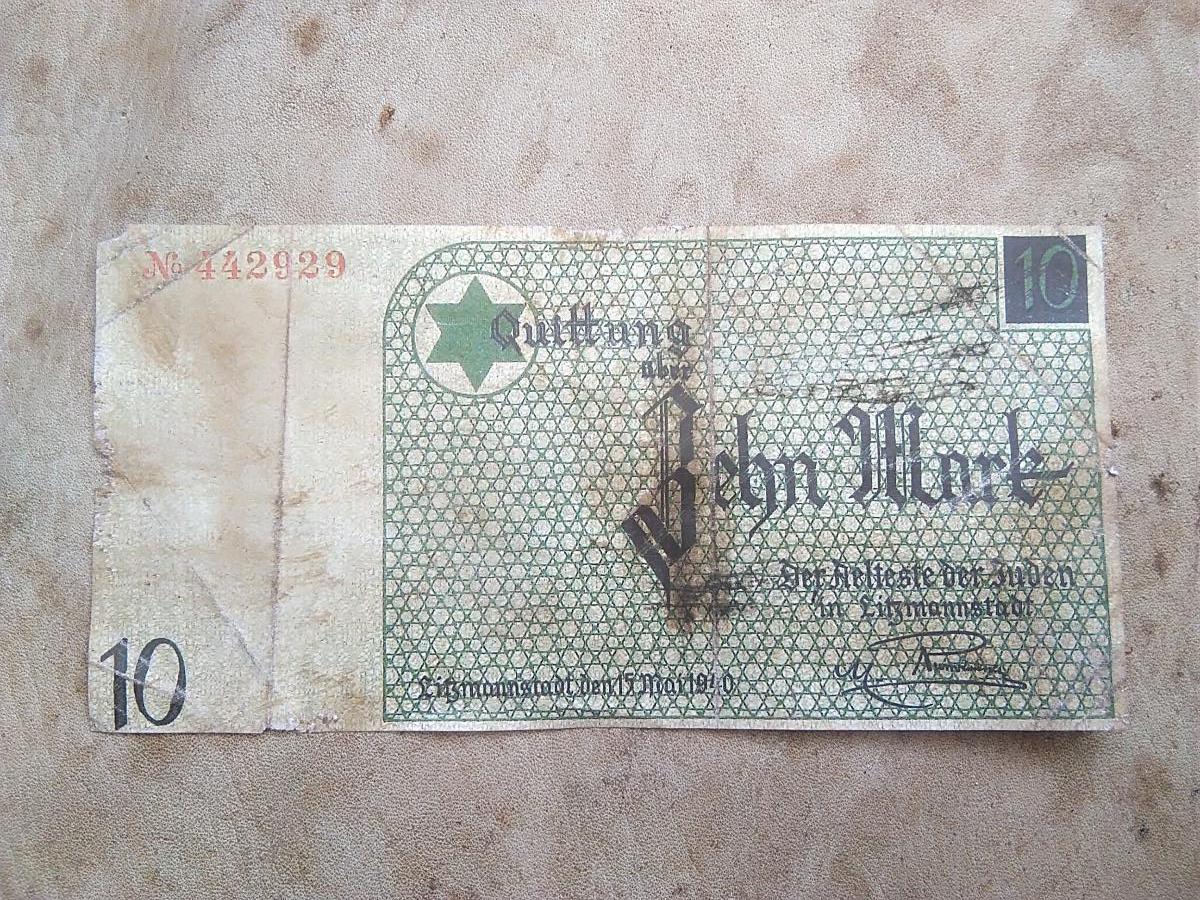 № 442929
10
Quittung
über
Zehn Mark
Der Aelteste der Juden
in Litzmannstadt
Litzmannstadt, den 15 Mai 1940
10